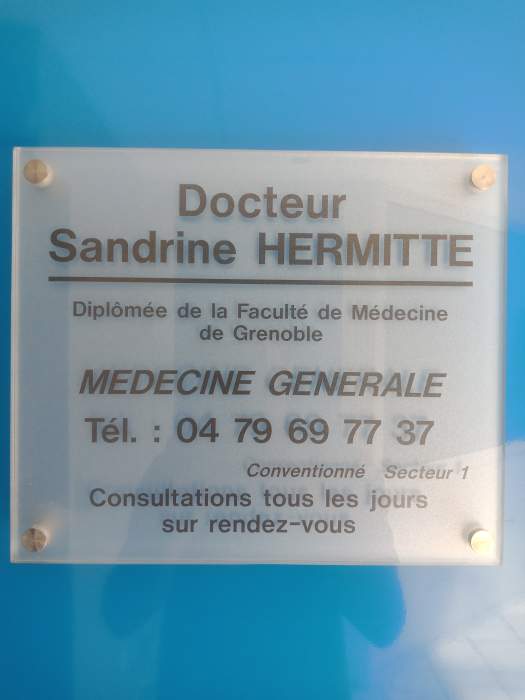 Docteur
Sandrine HERMITTE
Diplômée de la Faculté de Médecine
de Grenoble
MEDECINE GENERALE
Tél. : 04 79 69 77 37
Conventionné Secteur 1
Consultations tous les jours
sur rendez-vous